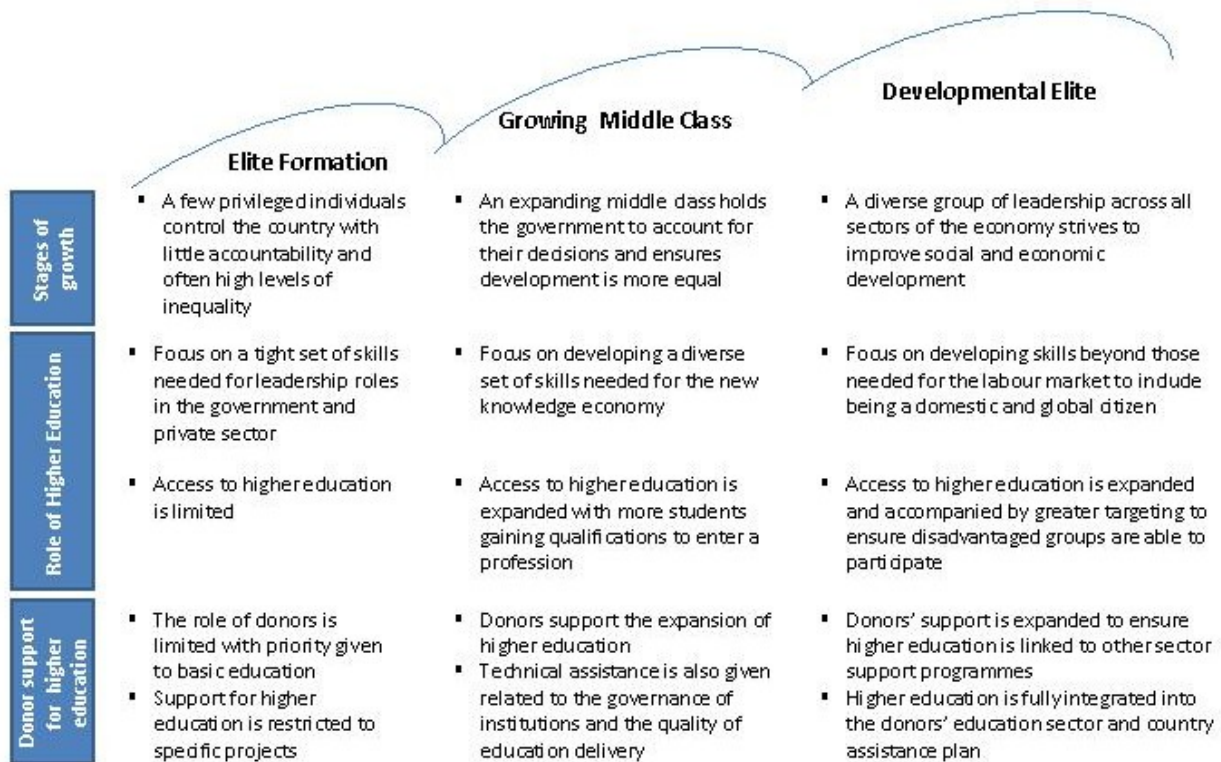 Elite Formation
Growing Middle Class
Developmental Elite
Stages of
growth
▪ A few privileged individuals
control the country with
little accountability and
often high levels of
inequality
▪ An expanding middle class holds
the government to account for
their decisions and ensures
development is more equal
▪ A diverse group of leadership across all
sectors of the economy strives to
improve social and economic
development
Role of Higher Education
▪ Focus on a tight set of skills
needed for leadership roles
in the government and
private sector
▪ Focus on developing a diverse
set of skills needed for the new
knowledge economy
▪ Focus on developing skills beyond those
needed for the labour market to include
being a domestic and global citizen
▪ Access to higher education
is limited
▪ Access to higher education is
expanded with more students
gaining qualifications to enter a
profession
▪ Access to higher education is expanded
and accompanied by greater targeting to
ensure disadvantaged groups are able to
participate
Donor support
for higher
education
▪ The role of donors is
limited with priority given
to basic education
▪ Support for higher
education is restricted to
specific projects
▪ Donors support the expansion of
higher education
▪ Technical assistance is also given
related to the governance of
institutions and the quality of
education delivery
▪ Donors' support is expanded to ensure
higher education is linked to other sector
support programmes
▪ Higher education is fully integrated into
the donors' education sector and country
assistance plan